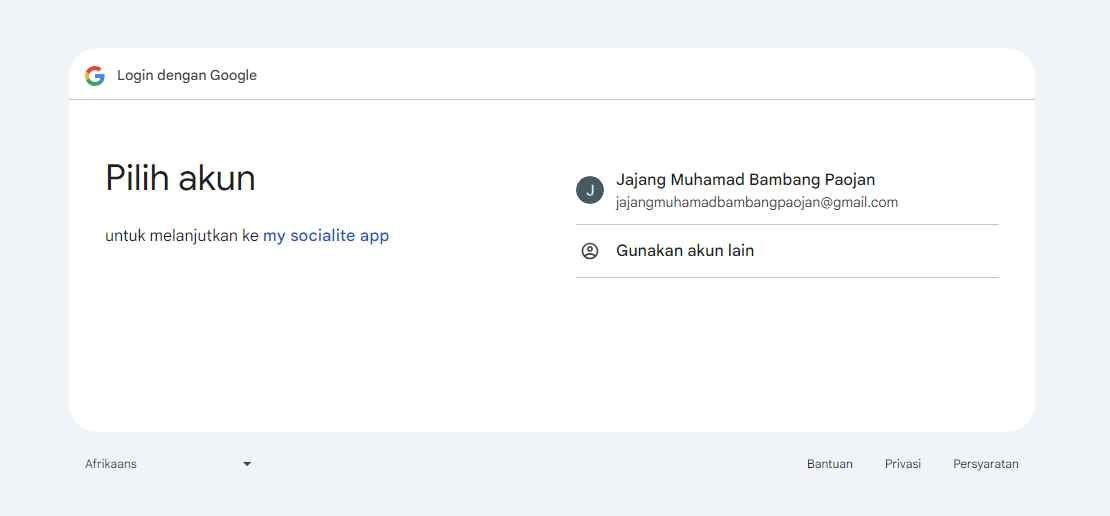 Login dengan Google
Pilih akun
untuk melanjutkan ke my socialite app
J
Jajang Muhamad Bambang Paojan
jajangmuhamadbambangpaojan@gmail.com
Gunakan akun lain
Afrikaans
Bantuan
Privasi
Persyaratan